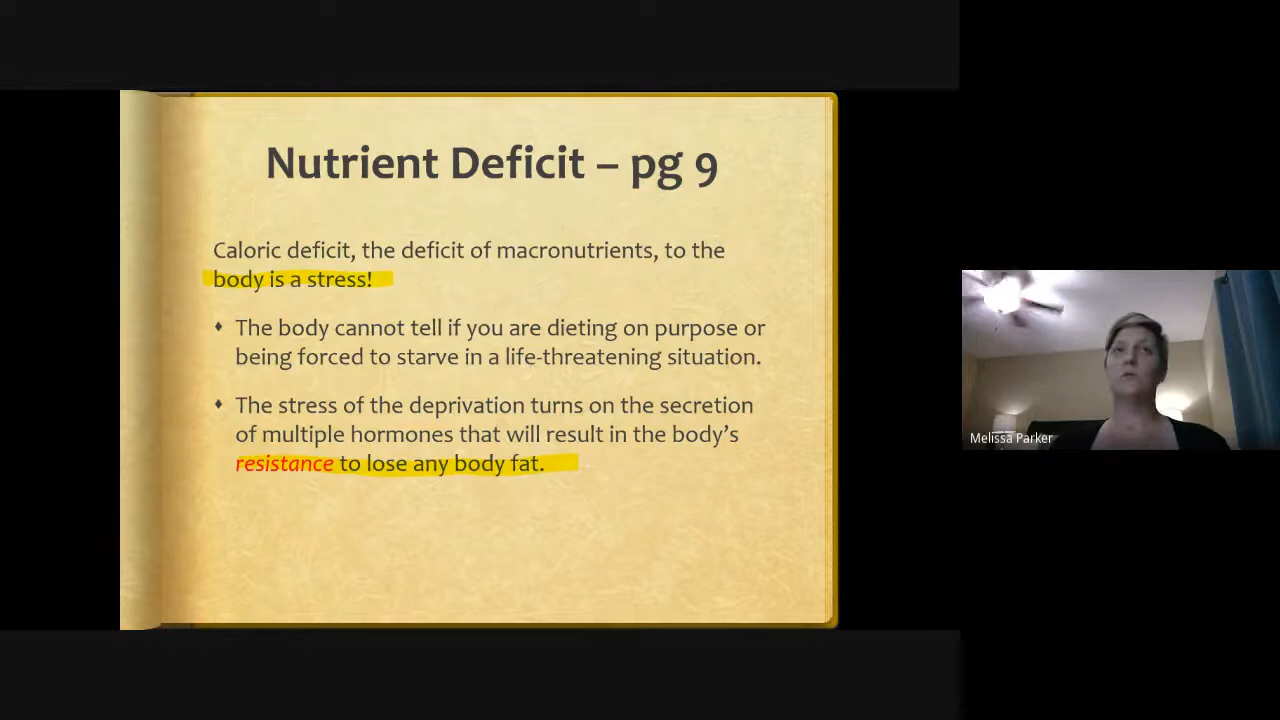 Nutrient Deficit – pg 9
Caloric deficit, the deficit of macronutrients, to the
body is a stress!
The body cannot tell if you are dieting on purpose or
being forced to starve in a life-threatening situation.
The stress of the deprivation turns on the secretion
of multiple hormones that will result in the body’s
resistance to lose any body fat.
Melissa Parker